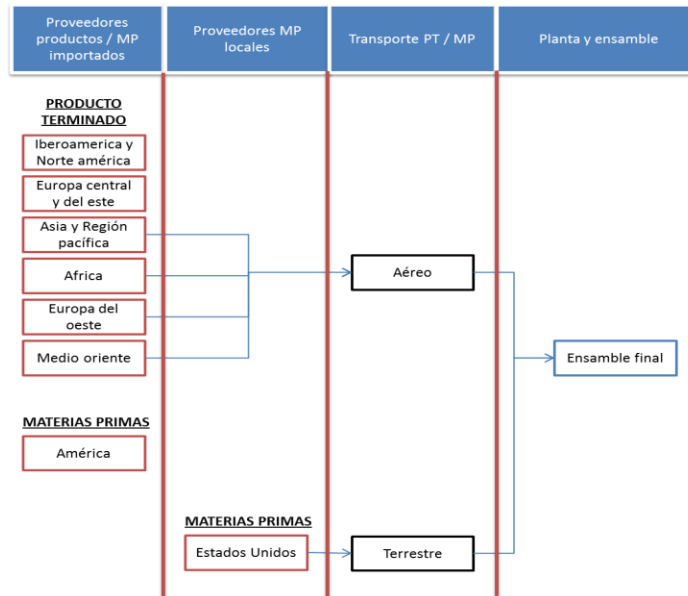 Proveedores
productos / MP
importados
Proveedores MP
locales
Transporte PT / MP
Planta y ensamble
PRODUCTO
TERMINADO
Iberoamerica y
Norte américa
Europa central
y del este
Asia y Región
pacífica
Africa
Europa del
oeste
Medio oriente
MATERIAS PRIMAS
América
MATERIAS PRIMAS
Estados Unidos
Aéreo
Terrestre
Ensamble final